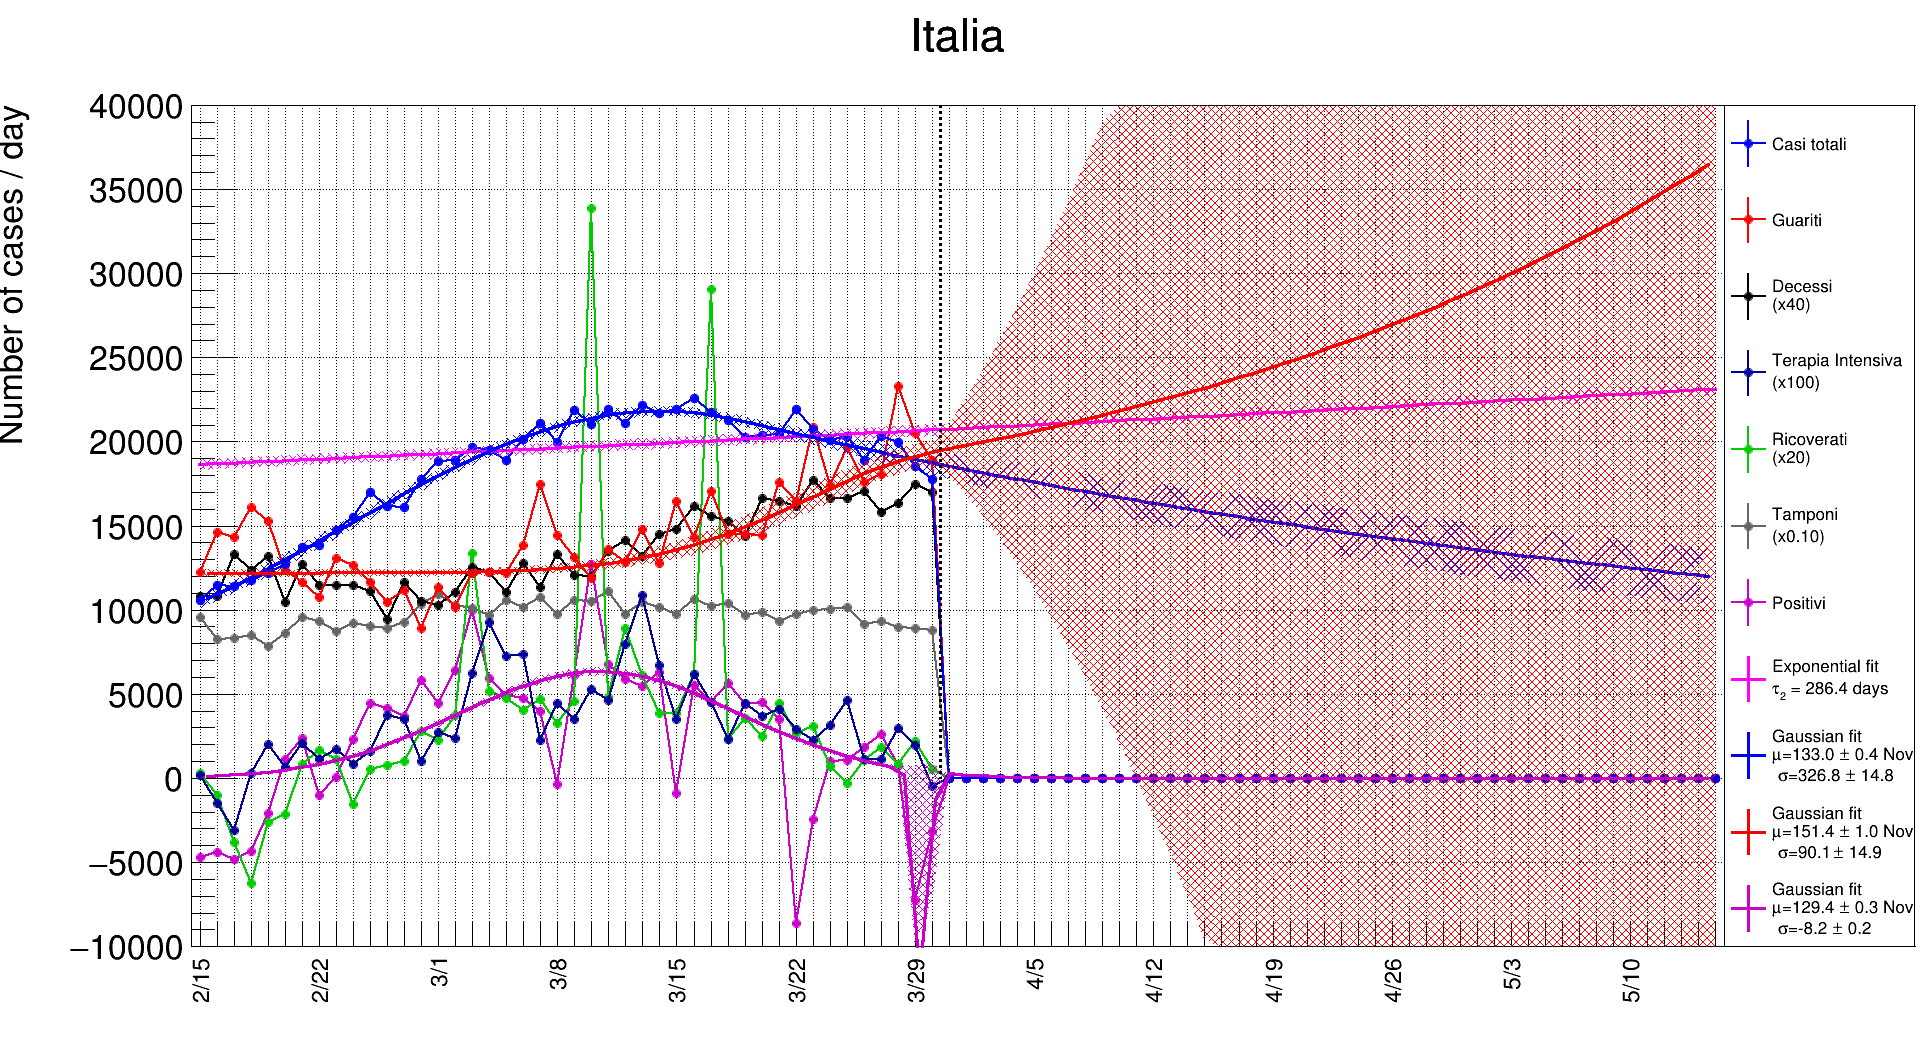 Italia
Number of cases / day
40000
35000
30000
25000
20000
15000
10000
5000
0
−5000
−10000
2/15
2/22
3/1
3/8
3/15
3/22
3/29
4/5
4/12
4/19
4/26
5/3
5/10
Casi totali
Guariti
Decessi
(x40)
Terapia Intensiva
(x100)
Ricoverati
(x20)
Tamponi
(x0.10)
Positivi
Exponential fit
τ2 = 286.4 days
Gaussian fit
μ=133.0 ± 0.4 Nov
σ=326.8 ± 14.8
Gaussian fit
μ=151.4 ± 1.0 Nov
σ=90.1 ± 14.9
Gaussian fit
μ=129.4 ± 0.3 Nov
σ=-8.2 ± 0.2